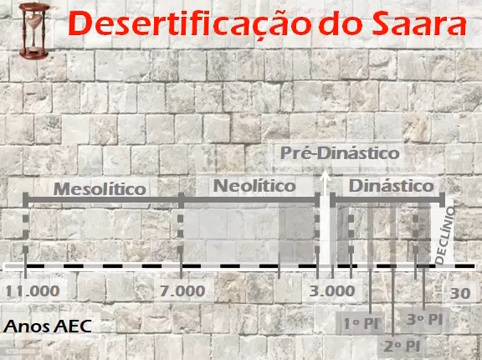 Desertificação do Saara
Pré-Dinástico
Mesolítico Neolítico Dinástico
DECLÍNIO
11.000 7.000 3.000 30
1º PI 3º PI
Anos AEC
2º PI